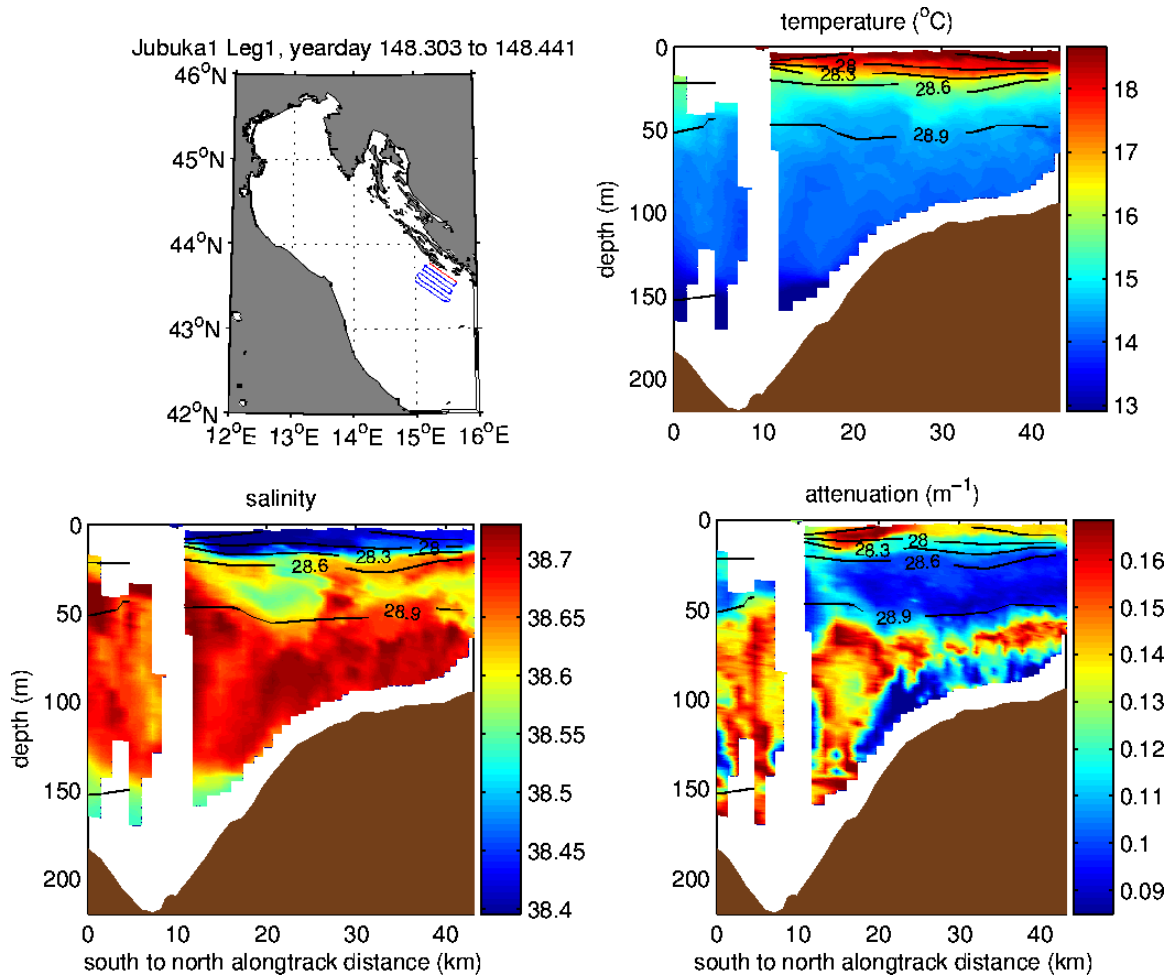 Jubuka1 Leg1, yearday 148.303 to 148.441
46°N
45°N
44°N
43°N
42°N
12°E 13°E 14°E 15°E 16°E
temperature (°C)
0
50
100
150
200
depth (m)
28
28.3
28.6
28.9
0 10 20 30 40
18
17
16
15
14
13
salinity
0
50
100
150
200
depth (m)
28
28.3
28.6
28.9
0 10 20 30 40
south to north alongtrack distance (km)
38.7
38.65
38.6
38.55
38.5
38.45
38.4
attenuation (m⁻¹)
0
50
100
150
200
28
28.3
28.6
28.9
0 10 20 30 40
south to north alongtrack distance (km)
0.16
0.15
0.14
0.13
0.12
0.11
0.1
0.09